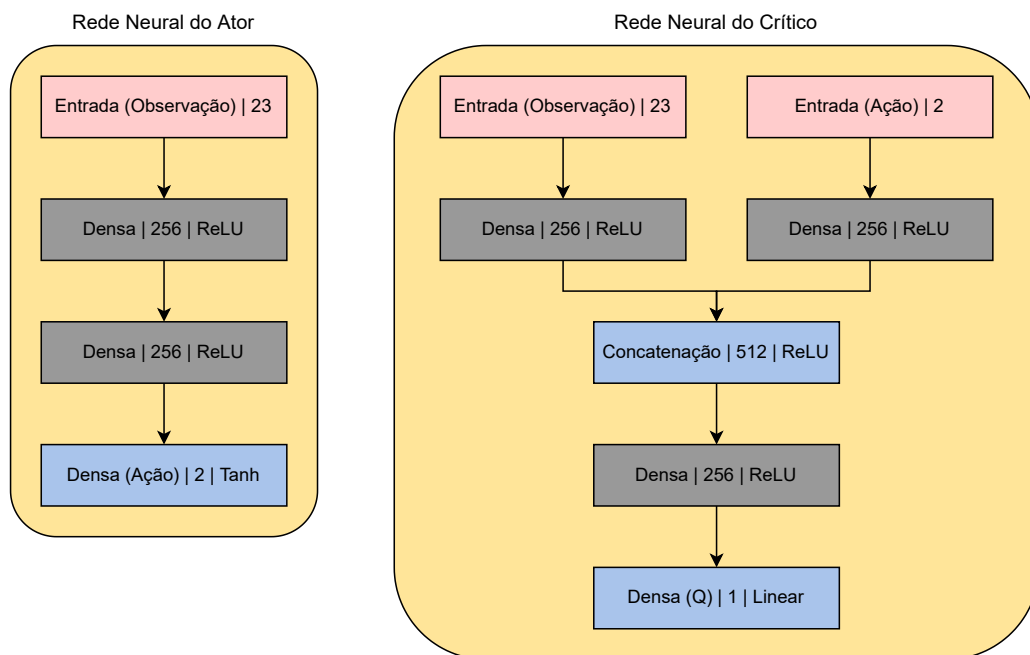 Rede Neural do Ator
Entrada (Observação) | 23
Densa | 256 | ReLU
Densa | 256 | ReLU
Densa (Ação) | 2 | Tanh
Rede Neural do Crítico
Entrada (Observação) | 23
Entrada (Ação) | 2
Densa | 256 | ReLU
Densa | 256 | ReLU
Concatenação | 512 | ReLU
Densa | 256 | ReLU
Densa (Q) | 1 | Linear